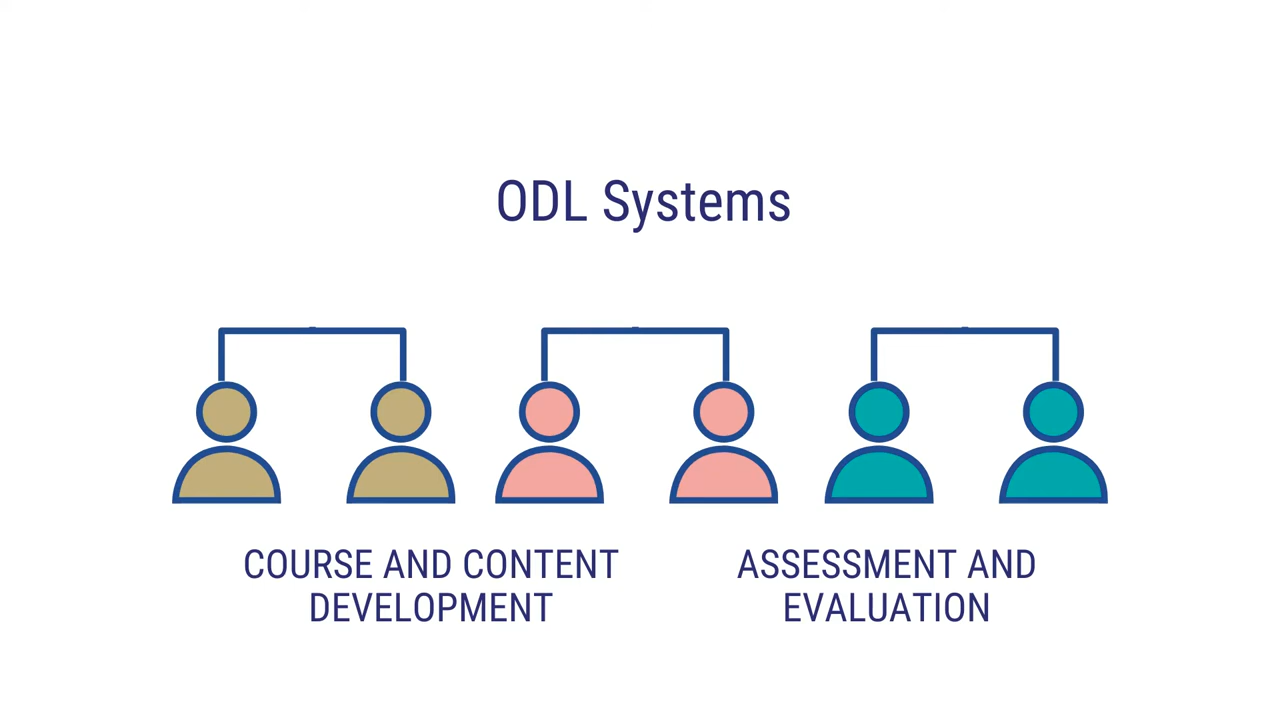 ODL Systems
COURSE AND CONTENT
DEVELOPMENT
ASSESSMENT AND
EVALUATION